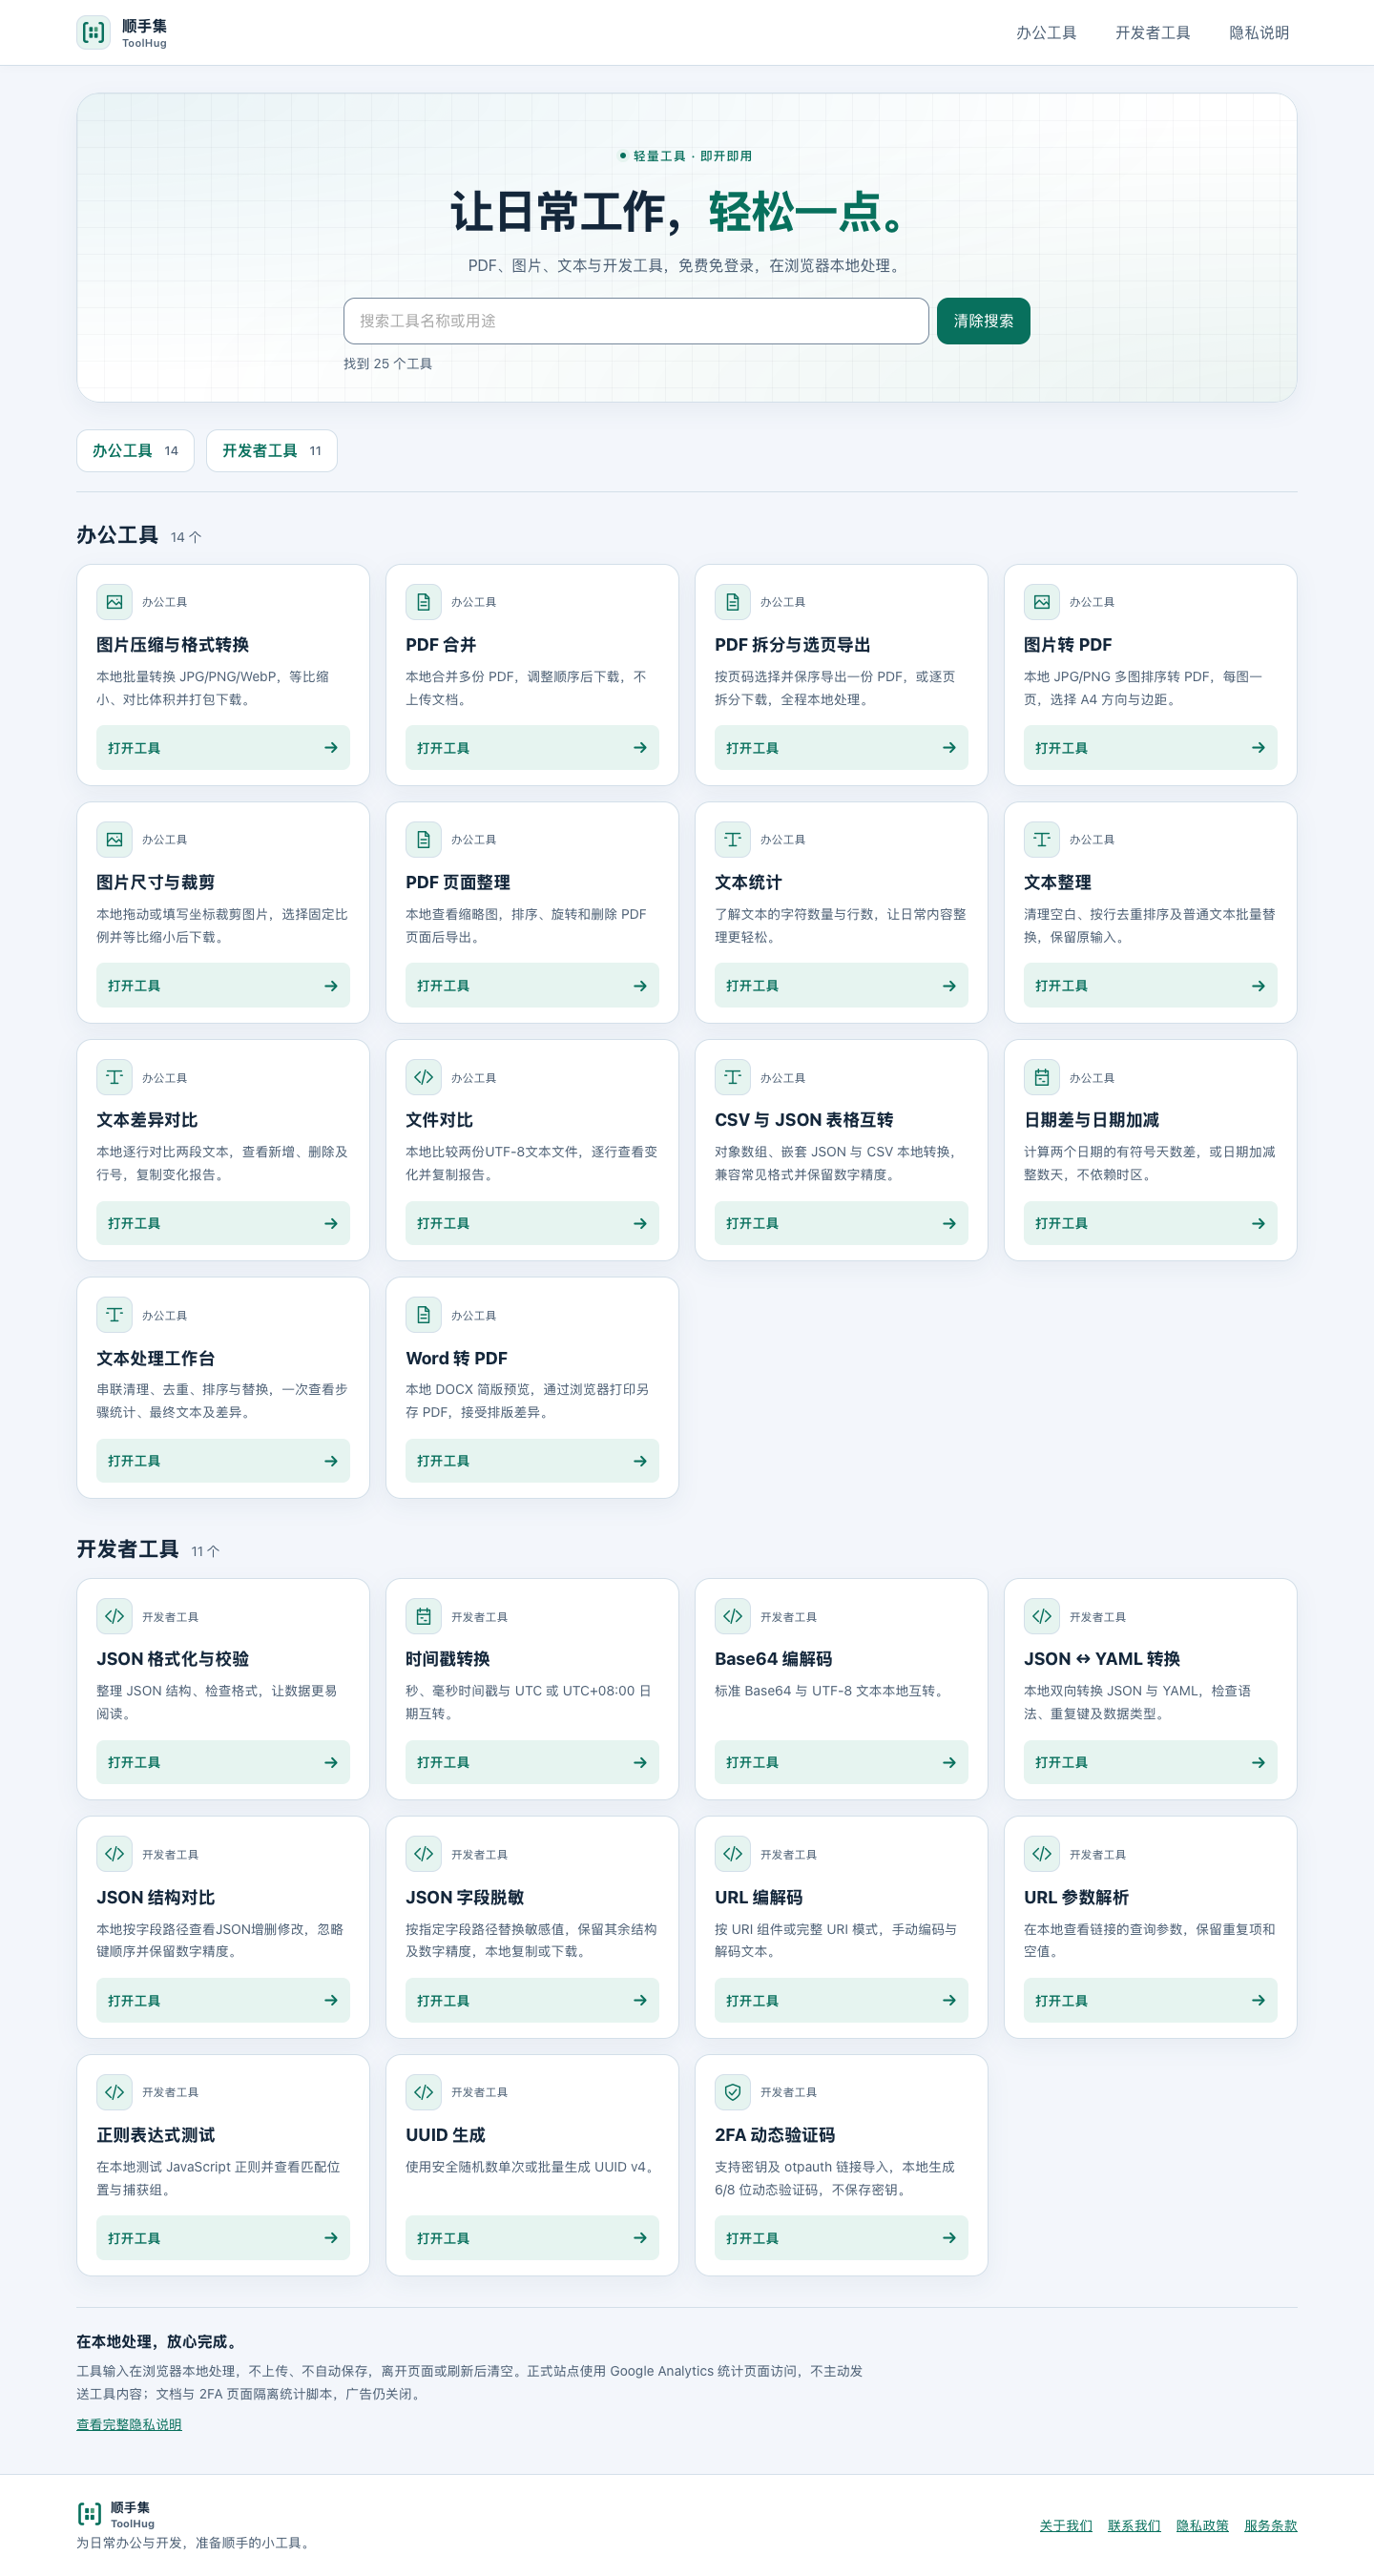 顺手集
ToolHug
办公工具 开发者工具 隐私说明
轻量工具 · 即开即用
让日常工作，轻松一点。
PDF、图片、文本与开发工具，免费免登录，在浏览器本地处理。
搜索工具名称或用途 清除搜索
找到 25 个工具
办公工具 14 开发者工具 11
办公工具 14 个
办公工具
图片压缩与格式转换
本地批量转换 JPG/PNG/WebP，等比缩
小、对比体积并打包下载。
打开工具
办公工具
PDF 合并
本地合并多份 PDF，调整顺序后下载，不
上传文档。
打开工具
办公工具
PDF 拆分与选页导出
按页码选择并保序导出一份 PDF，或逐页
拆分下载，全程本地处理。
打开工具
办公工具
图片转 PDF
本地 JPG/PNG 多图排序转 PDF，每图一
页，选择 A4 方向与边距。
打开工具
办公工具
图片尺寸与裁剪
本地拖动或填写坐标裁剪图片，选择固定比
例并等比缩小后下载。
打开工具
办公工具
PDF 页面整理
本地查看缩略图，排序、旋转和删除 PDF
页面后导出。
打开工具
办公工具
文本统计
了解文本的字符数量与行数，让日常内容整
理更轻松。
打开工具
办公工具
文本整理
清理空白、按行去重排序及普通文本批量替
换，保留原输入。
打开工具
办公工具
文本差异对比
本地逐行对比两段文本，查看新增、删除及
行号，复制变化报告。
打开工具
办公工具
文件对比
本地比较两份UTF-8文本文件，逐行查看变
化并复制报告。
打开工具
办公工具
CSV 与 JSON 表格互转
对象数组、嵌套 JSON 与 CSV 本地转换，
兼容常见格式并保留数字精度。
打开工具
办公工具
日期差与日期加减
计算两个日期的有符号天数差，或日期加减
整数天，不依赖时区。
打开工具
办公工具
文本处理工作台
串联清理、去重、排序与替换，一次查看步
骤统计、最终文本及差异。
打开工具
办公工具
Word 转 PDF
本地 DOCX 简版预览，通过浏览器打印另
存 PDF，接受排版差异。
打开工具
开发者工具 11 个
开发者工具
JSON 格式化与校验
整理 JSON 结构、检查格式，让数据更易
阅读。
打开工具
开发者工具
时间戳转换
秒、毫秒时间戳与 UTC 或 UTC+08:00 日
期互转。
打开工具
开发者工具
Base64 编解码
标准 Base64 与 UTF-8 文本本地互转。
打开工具
开发者工具
JSON ↔ YAML 转换
本地双向转换 JSON 与 YAML，检查语
法、重复键及数据类型。
打开工具
开发者工具
JSON 结构对比
本地按字段路径查看JSON增删修改，忽略
键顺序并保留数字精度。
打开工具
开发者工具
JSON 字段脱敏
按指定字段路径替换敏感值，保留其余结构
及数字精度，本地复制或下载。
打开工具
开发者工具
URL 编解码
按 URI 组件或完整 URI 模式，手动编码与
解码文本。
打开工具
开发者工具
URL 参数解析
在本地查看链接的查询参数，保留重复项和
空值。
打开工具
开发者工具
正则表达式测试
在本地测试 JavaScript 正则并查看匹配位
置与捕获组。
打开工具
开发者工具
UUID 生成
使用安全随机数单次或批量生成 UUID v4。
打开工具
开发者工具
2FA 动态验证码
支持密钥及 otpauth 链接导入，本地生成
6/8 位动态验证码，不保存密钥。
打开工具
在本地处理，放心完成。
工具输入在浏览器本地处理，不上传、不自动保存，离开页面或刷新后清空。正式站点使用 Google Analytics 统计页面访问，不主动发
送工具内容；文档与 2FA 页面隔离统计脚本，广告仍关闭。
查看完整隐私说明
顺手集
ToolHug
为日常办公与开发，准备顺手的小工具。
关于我们 联系我们 隐私政策 服务条款